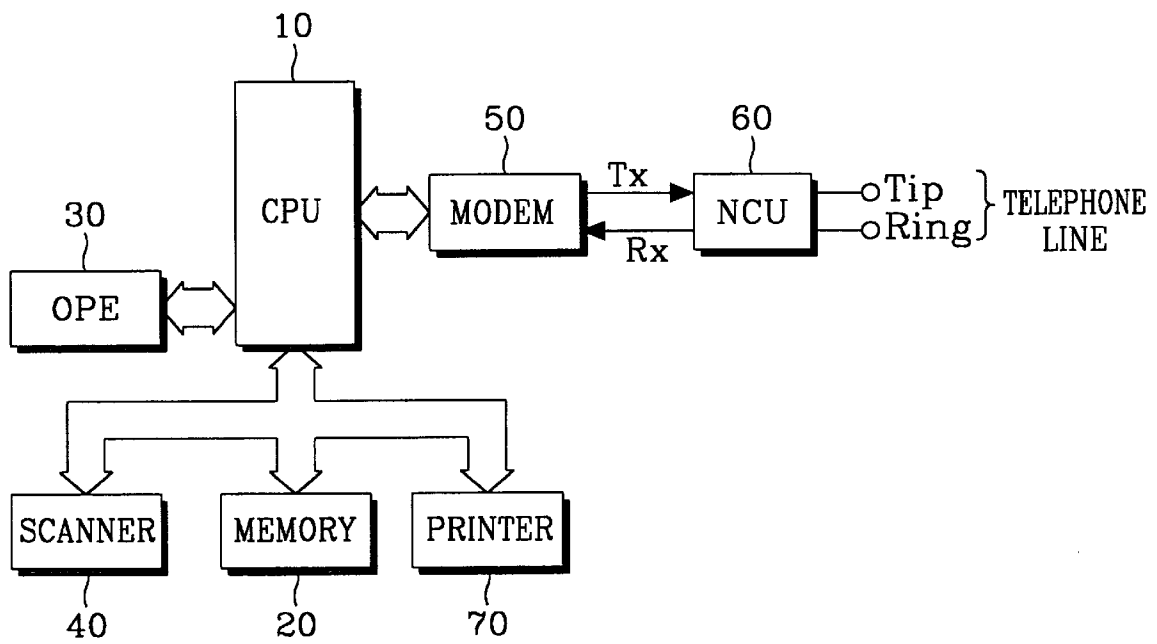 10
CPU
30
OPE
50
MODEM
Tx
Rx
60
NCU
Tip
Ring
TELEPHONE
LINE
SCANNER
40
MEMORY
20
PRINTER
70